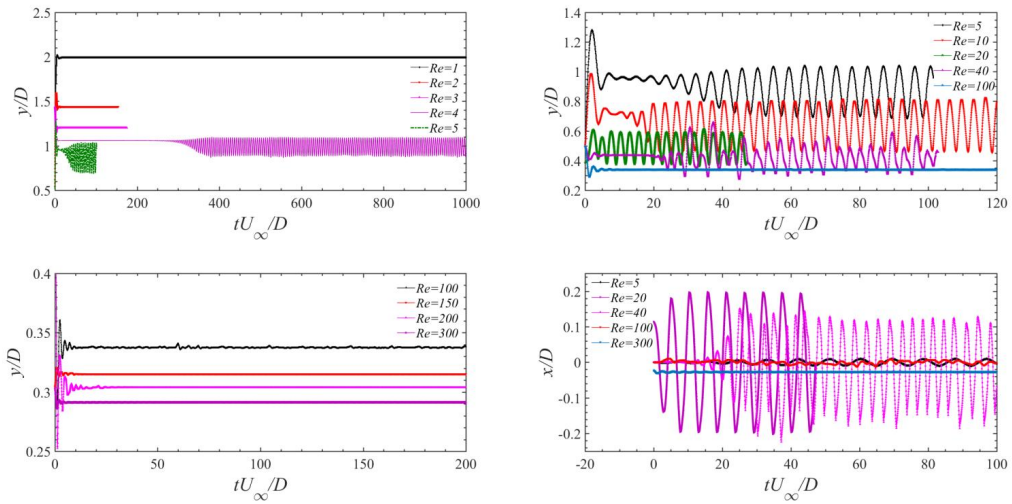 2.5
2
1.5
1
0.5
y/D
0 200 400 600 800 1000
tU∞/D
Re=1
Re=2
Re=3
Re=4
Re=5
1.4
1.2
1
0.8
0.6
0.4
0.2
y/D
0 20 40 60 80 100 120
tU∞/D
Re=5
Re=10
Re=20
Re=40
Re=100
0.4
0.35
0.3
0.25
y/D
0 50 100 150 200
tU∞/D
Re=100
Re=150
Re=200
Re=300
0.2
0.1
0
-0.1
-0.2
x/D
-20 0 20 40 60 80 100
tU∞/D
Re=5
Re=20
Re=40
Re=100
Re=300